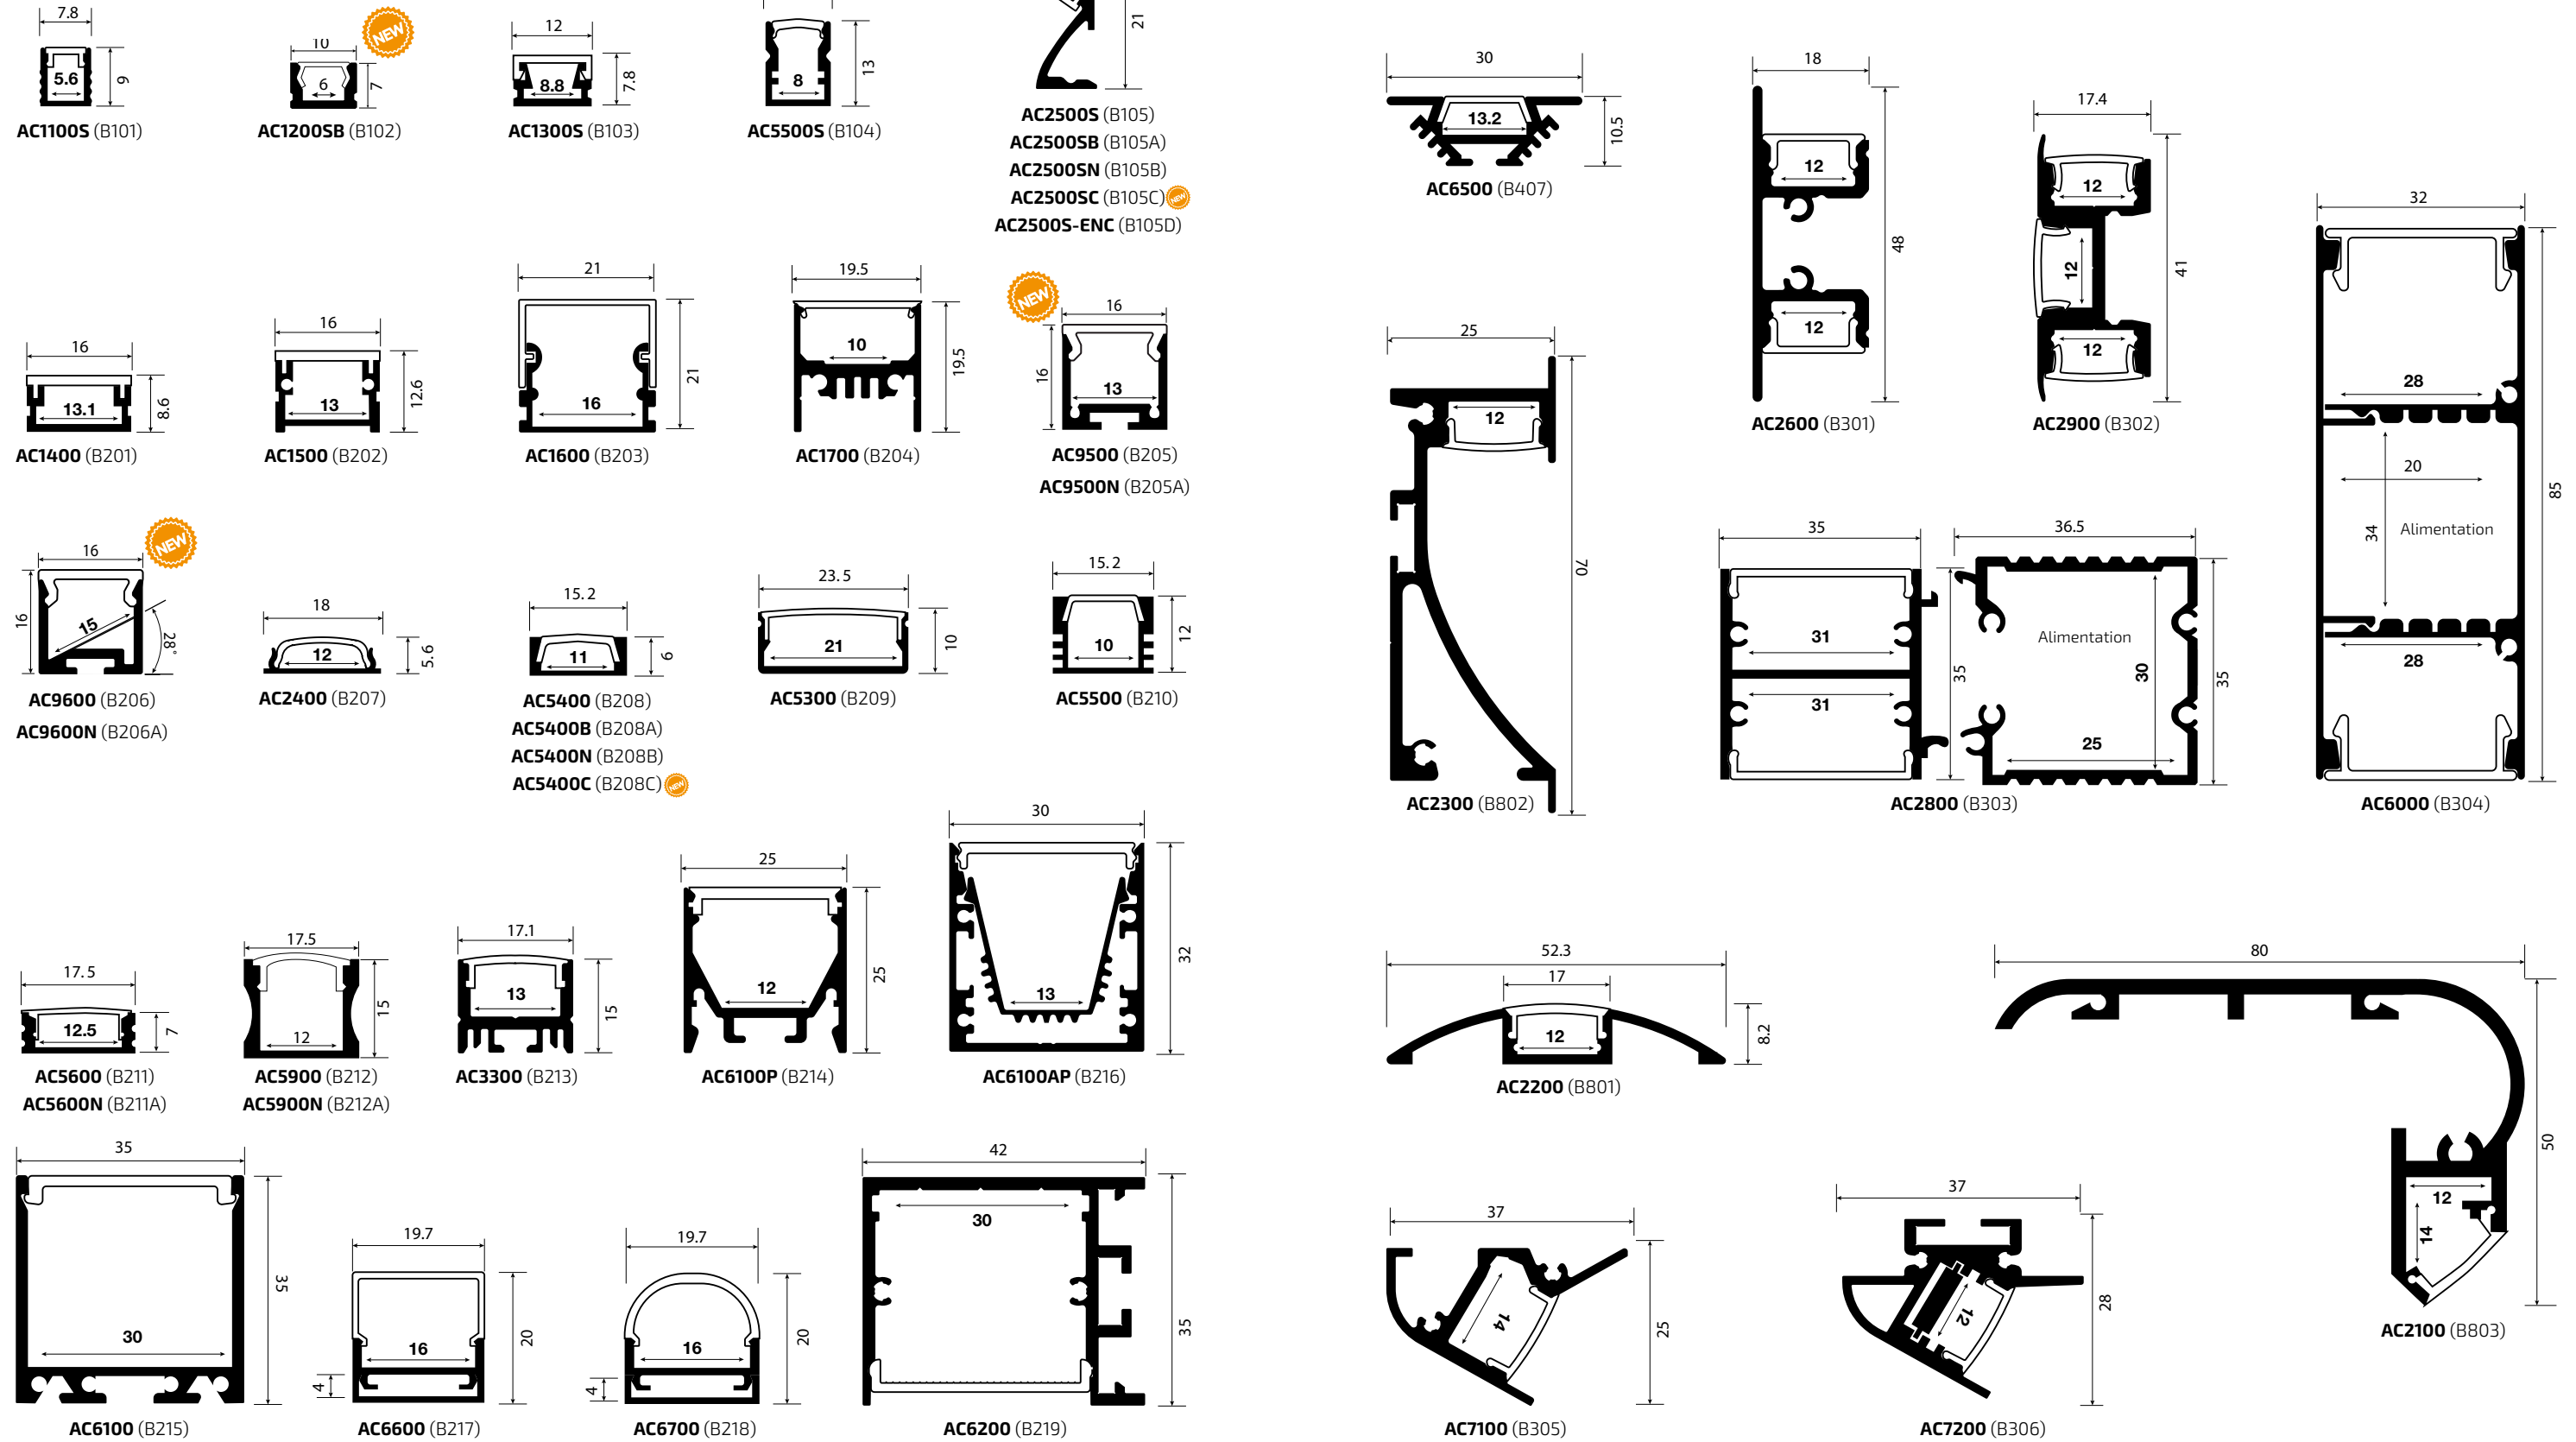 7.8
5.6
9
AC1100S (B101)
10
NEW
6
7
AC1200SB (B102)
12
8.8
7.8
AC1300S (B103)
8
13
AC5500S (B104)
21
AC2500S (B105)
AC2500SB (B105A)
AC2500SN (B105B)
AC2500SC (B105C) NEW
AC2500S-ENC (B105D)
16
13.1
8.6
AC1400 (B201)
16
13
12.6
AC1500 (B202)
21
16
21
AC1600 (B203)
19.5
10
19.5
AC1700 (B204)
NEW
16
16
13
AC9500 (B205)
AC9500N (B205A)
NEW
16
16
15
28°
AC9600 (B206)
AC9600N (B206A)
18
12
5.6
AC2400 (B207)
15.2
11
6
AC5400 (B208)
AC5400B (B208A)
AC5400N (B208B)
AC5400C (B208C) NEW
23.5
21
10
AC5300 (B209)
15.2
10
12
AC5500 (B210)
17.5
12.5
7
AC5600 (B211)
AC5600N (B211A)
17.5
12
15
AC5900 (B212)
AC5900N (B212A)
17.1
13
15
AC3300 (B213)
25
12
25
AC6100P (B214)
30
13
32
AC6100AP (B216)
35
30
35
AC6100 (B215)
19.7
16
4
20
AC6600 (B217)
19.7
16
4
20
AC6700 (B218)
42
30
35
AC6200 (B219)
30
13.2
10.5
AC6500 (B407)
18
12
12
48
AC2600 (B301)
17.4
12
12
12
41
AC2900 (B302)
32
28
20
34
Alimentation
28
85
AC6000 (B304)
25
12
70
AC2300 (B802)
35
31
31
35
36.5
Alimentation
30
25
35
AC2800 (B303)
52.3
17
12
8.2
AC2200 (B801)
80
50
12
14
AC2100 (B803)
37
14
25
AC7100 (B305)
37
12
28
AC7200 (B306)